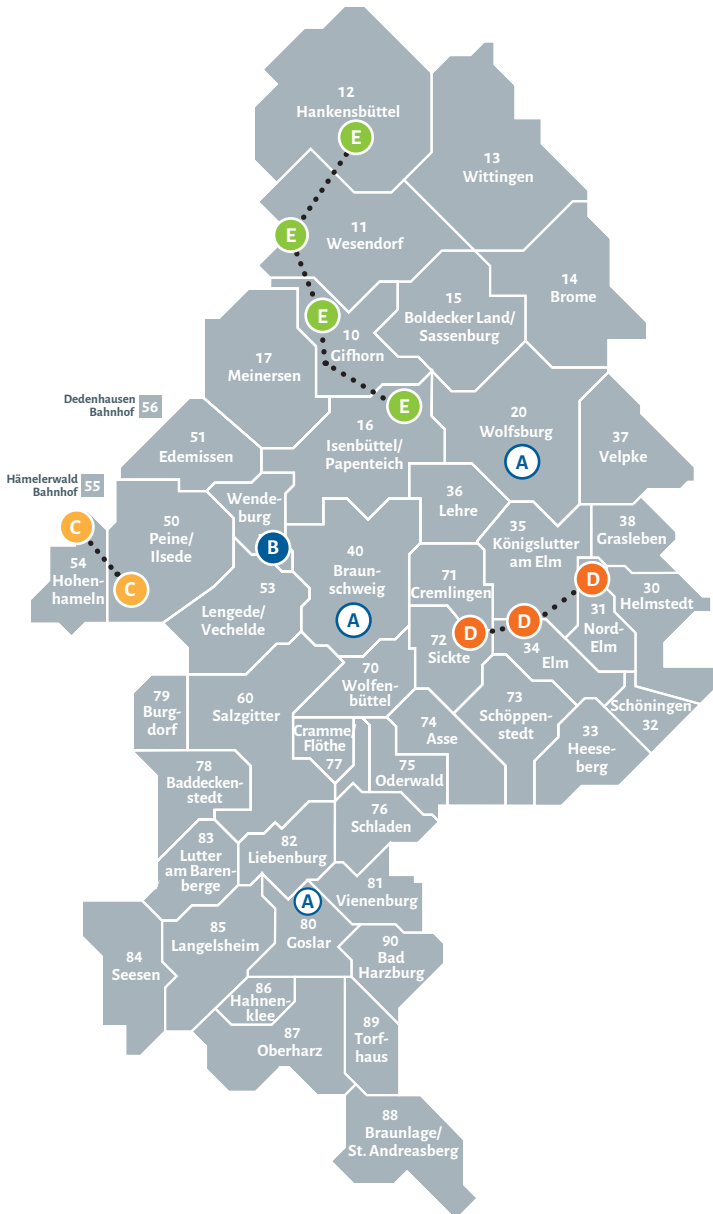 12
Hankensbüttel
E
13
Wittingen
E
11
Wesendorf
14
Brome
15
Boldecker Land/
Sassenburg
E
10
Gifhorn
17
Meinersen
Dedenhausen
Bahnhof
56
E
16
Isenbüttel/
Papenteich
20
Wolfsburg
A
37
Velpke
51
Edemissen
Hämelerwald
Bahnhof
55
Wende-
burg
36
Lehre
C
50
Peine/
Ilsede
35
Königslutter
am Elm
38
Grasleben
B
40
Braun-
schweig
A
54
Hohen-
hameln
C
53
Lengede/
Vechelde
71
Cremlingen
D
30
Helmstedt
31
Nord-
Elm
D
D
72
Sickte
34
Elm
70
Wolfen-
büttel
79
Burg-
dorf
60
Salzgitter
73
Schöppen-
stedt
Schöningen
32
Cramme,
Flöthe
77
74
Asse
33
Heese-
berg
78
Baddecken-
stedt
75
Oderwald
76
Schladen
83
Lutter
am Baren-
berge
82
Liebenburg
81
Vienenburg
A
80
Goslar
85
Langelsheim
84
Seesen
90
Bad
Harzburg
86
Hahnen-
klee
87
Oberharz
89
Torf-
haus
88
Braunlage/
St. Andreasberg